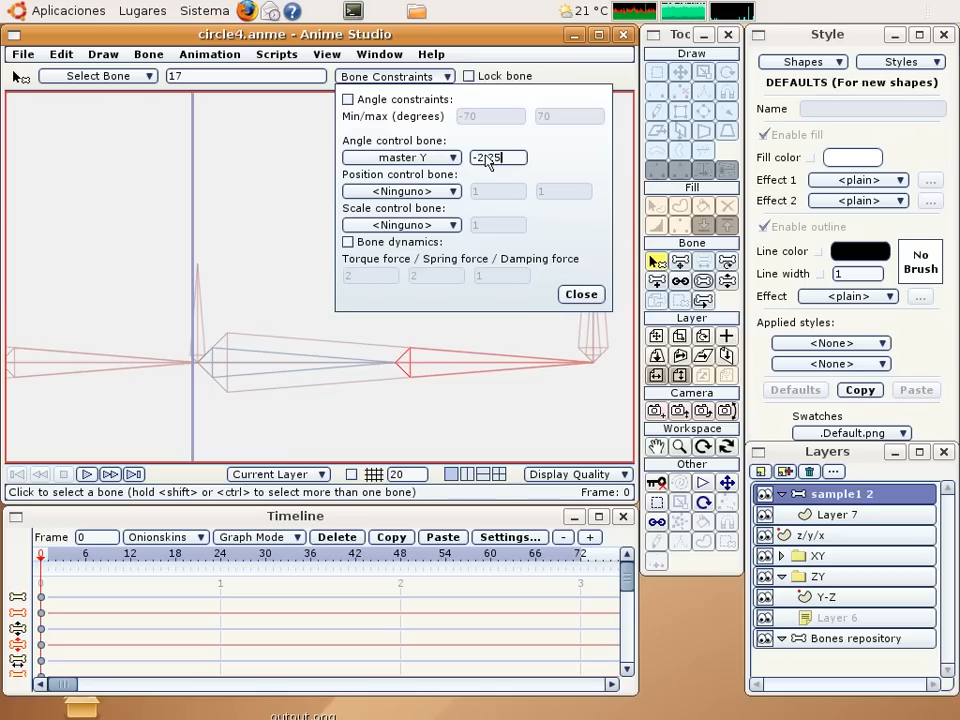 Aplicaciones Lugares Sistema ? 21 °C
circle4.anme - Anime Studio
File Edit Draw Bone Animation Scripts View Window Help
Select Bone 17 Bone Constraints Lock bone
Angle constraints:
Min/max (degrees) -70 70
Angle control bone:
master Y
Position control bone:
<Ninguno> 1 1
Scale control bone:
<Ninguno> 1
Bone dynamics:
Torque force / Spring force / Damping force
2 2 1
Close
Current Layer 20 Display Quality
Click to select a bone (hold <shift> or <ctrl> to select more than one bone) Frame: 0
Timeline
Frame 0 Onionskins Graph Mode Delete Copy Paste Settings... - +
0 6 12 18 24 30 36 42 48 54 60 66 72
0 1 2 3
output.png
Toc
Draw
Fill
Bone
Layer
Camera
Workspace
Other
Style
Shapes Styles
DEFAULTS (For new shapes)
Name
Enable fill
Fill color
Effect 1 <plain> ...
Effect 2 <plain> ...
Enable outline
Line color
Line width 1
No
Brush
Effect <plain> ...
Applied styles:
<None>
<None>
Defaults Copy Paste
Swatches
.Default.png
Layers
...
sample1 2
Layer 7
z/y/x
XY
ZY
Y-Z
Layer 6
Bones repository